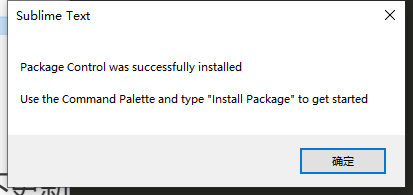 Sublime Text
Package Control was successfully installed
Use the Command Palette and type "Install Package" to get started
确定